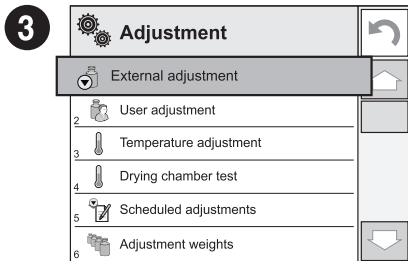 3
Adjustment
External adjustment
2 User adjustment
3 Temperature adjustment
4 Drying chamber test
5 Scheduled adjustments
6 Adjustment weights